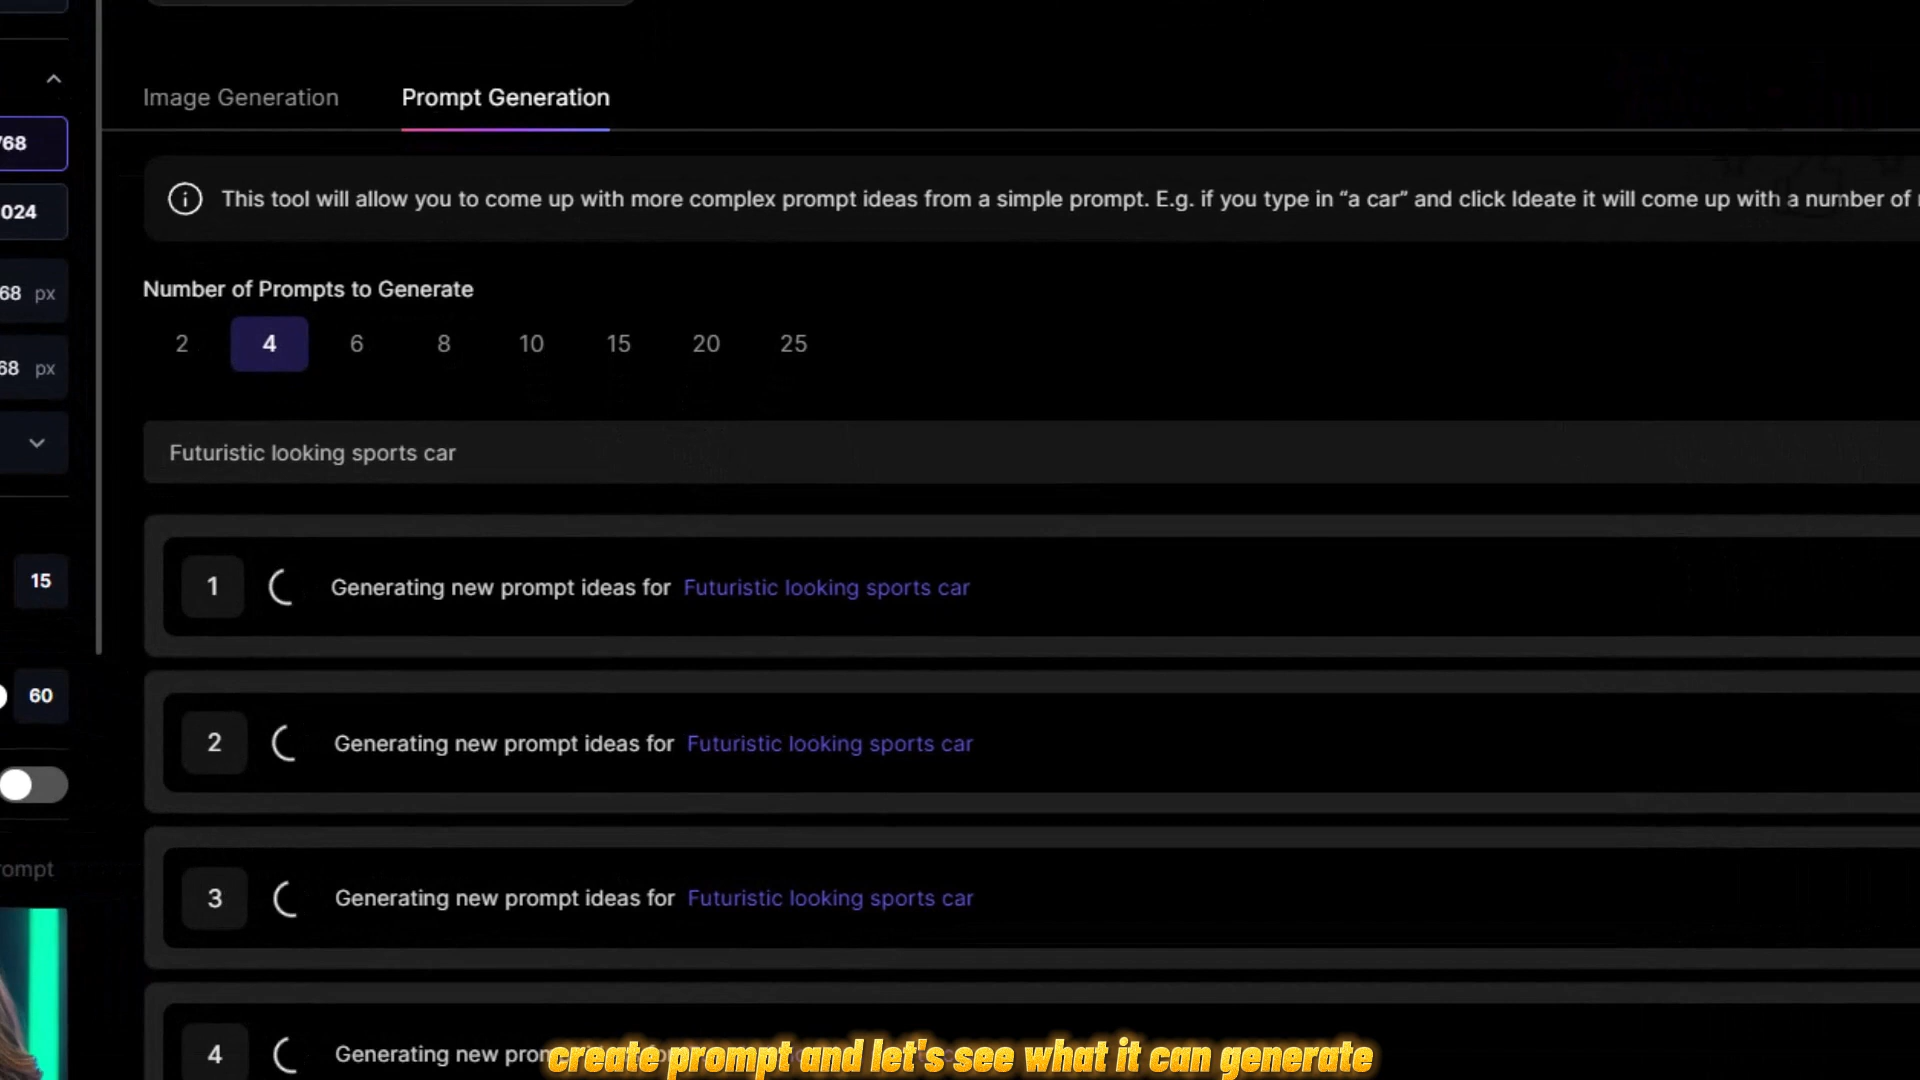 Image Generation
Prompt Generation
768
This tool will allow you to come up with more complex prompt ideas from a simple prompt. E.g. if you type in “a car” and click Ideate it will come up with a number of
024
Number of Prompts to Generate
68 px
2 4 6 8 10 15 20 25
68 px
Futuristic looking sports car
15
1 Generating new prompt ideas for Futuristic looking sports car
60
2 Generating new prompt ideas for Futuristic looking sports car
ompt
3 Generating new prompt ideas for Futuristic looking sports car
4 Generating new prom
create prompt and let's see what it can generate